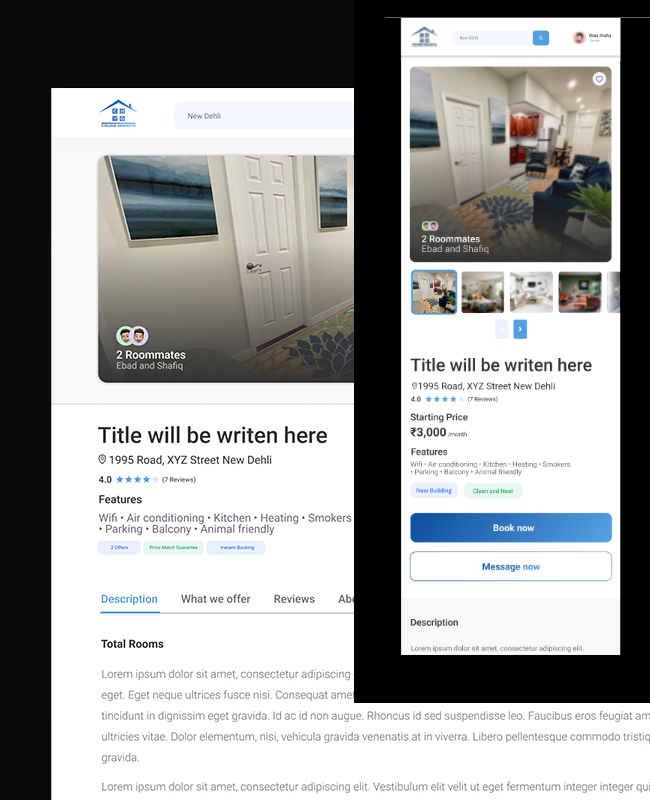 COLLEGE
New Dehli
2 Roommates
Ebad and Shafiq
Title will be writen here
1995 Road, XYZ Street New Dehli
4.0 (7 Reviews)
Features
Wifi • Air conditioning • Kitchen • Heating • Smokers
• Parking • Balcony • Animal friendly
2 Offers Price-Match Guarantee Instant Booking
Description What we offer Reviews Abo
Total Rooms
Lorem ipsum dolor sit amet, consectetur adipiscing
eget. Eget neque ultrices fusce nisi. Consequat amet
tincidunt in dignissim eget gravida. Id ac id non augue. Rhoncus id sed suspendisse leo. Faucibus eros feugiat am
ultricies vitae. Dolor elementum, nisi, vehicula gravida venenatis at in viverra. Libero pellentesque commodo tristiq
gravida.
Lorem ipsum dolor sit amet, consectetur adipiscing elit. Vestibulum elit velit ut eget fermentum integer integer qui
New Dehli
2 Roommates
Ebad and Shafiq
Title will be writen here
1995 Road, XYZ Street New Dehli
4.0 (7 Reviews)
Starting Price
₹3,000 /month
Features
Wifi • Air conditioning • Kitchen • Heating • Smokers
• Parking • Balcony • Animal friendly
New Building Clean and Neat
Book now
Message now
Description
Lorem ipsum dolor sit amet, consectetur adipiscing elit.